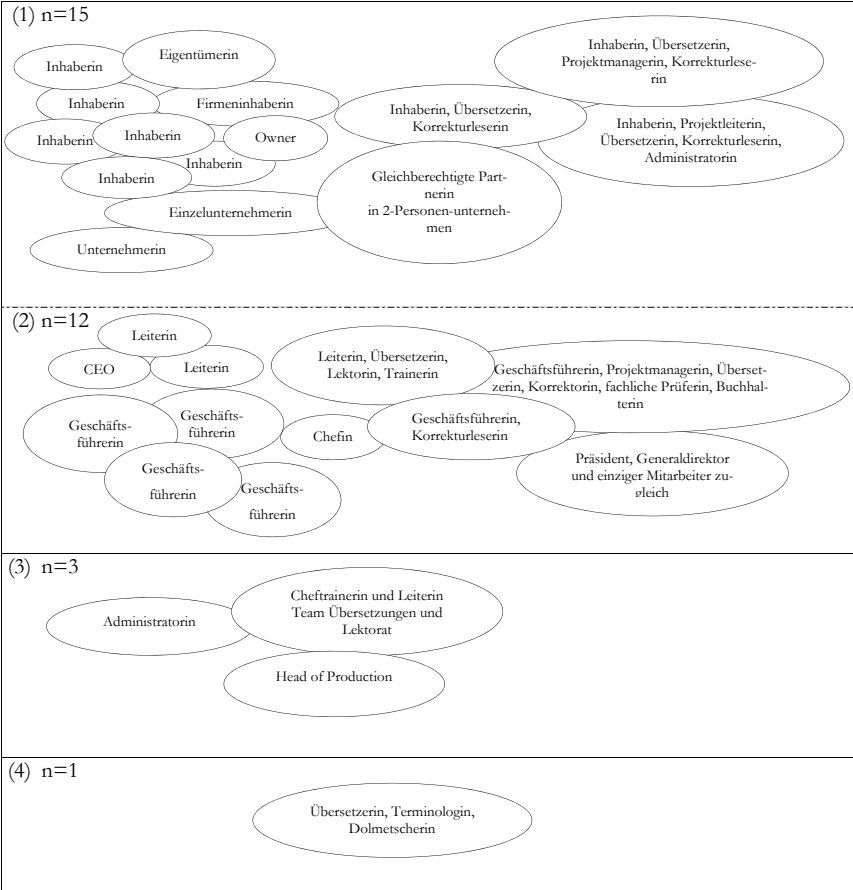 (1) n=15
Inhaberin
Eigentümerin
Inhaberin
Firmeninhaberin
Inhaberin
Inhaberin
Owner
Inhaberin
Inhaberin
Einzelunternehmerin
Unternehmerin
Inhaberin, Übersetzerin,
Korrekturleserin
Gleichberechtigte Part-
nerin
in 2-Personen-unterneh-
men
Inhaberin, Übersetzerin,
Projektmanagerin, Korrekturlese-
rin
Inhaberin, Projektleiterin,
Übersetzerin, Korrekturleserin,
Administratorin
(2) n=12
Leiterin
CEO
Leiterin
Geschäfts-
führerin
Geschäfts-
führerin
Geschäfts-
führerin
Geschäfts-
führerin
Chefin
Leiterin, Übersetzerin,
Lektorin, Trainerin
Geschäftsführerin,
Korrekturleserin
Geschäftsführerin, Projektmanagerin, Überset-
zerin, Korrektorin, fachliche Prüferin, Buchhal-
terin
Präsident, Generaldirektor
und einziger Mitarbeiter zu-
gleich
(3) n=3
Administratorin
Cheftrainerin und Leiterin
Team Übersetzungen und
Lektorat
Head of Production
(4) n=1
Übersetzerin, Terminologin,
Dolmetscherin